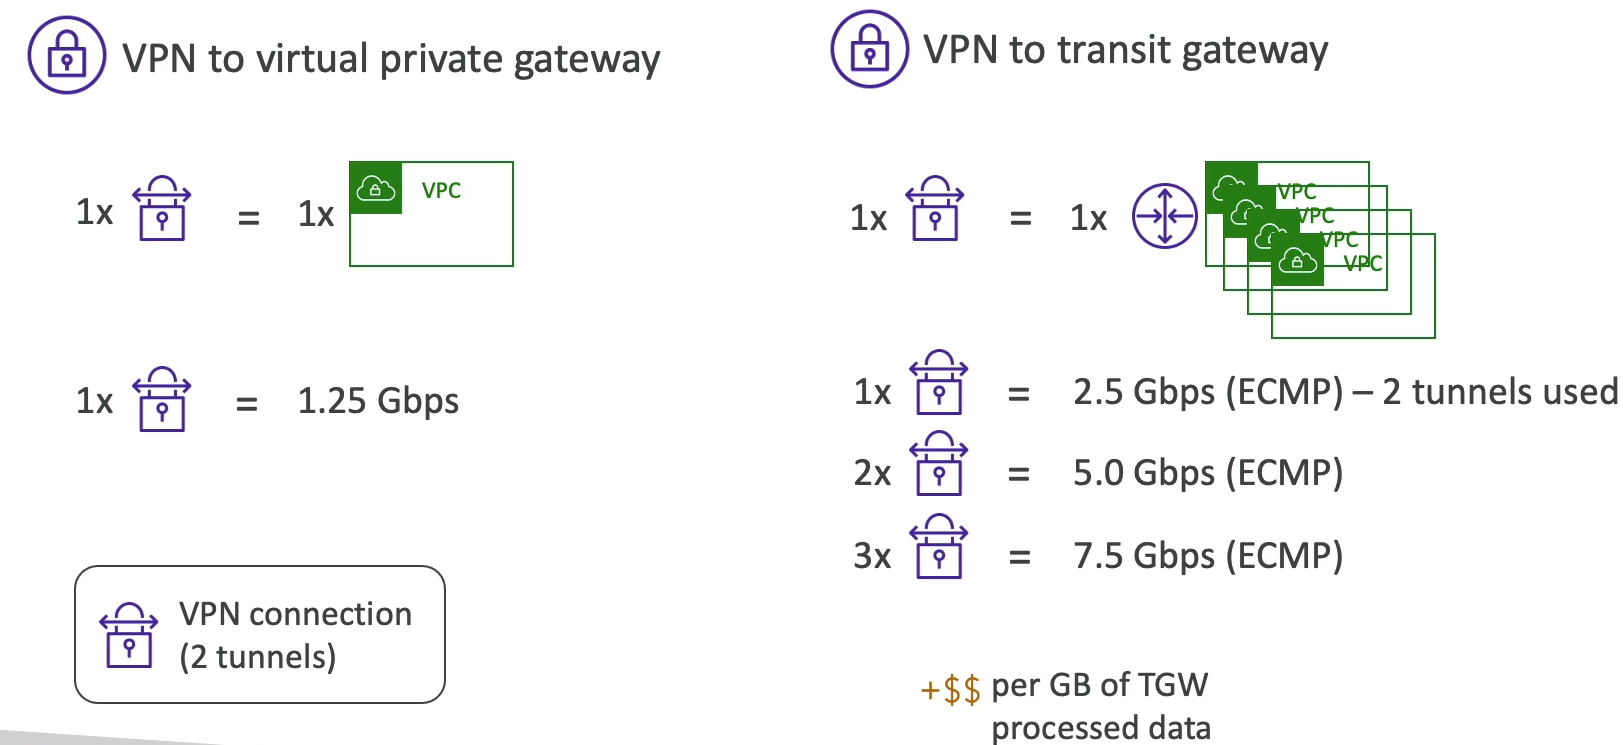 VPN to virtual private gateway
1x = 1x VPC
1x = 1.25 Gbps
VPN connection
(2 tunnels)
VPN to transit gateway
1x = 1x
VPC
VPC
VPC
VPC
1x = 2.5 Gbps (ECMP) – 2 tunnels used
2x = 5.0 Gbps (ECMP)
3x = 7.5 Gbps (ECMP)
+$$ per GB of TGW
processed data